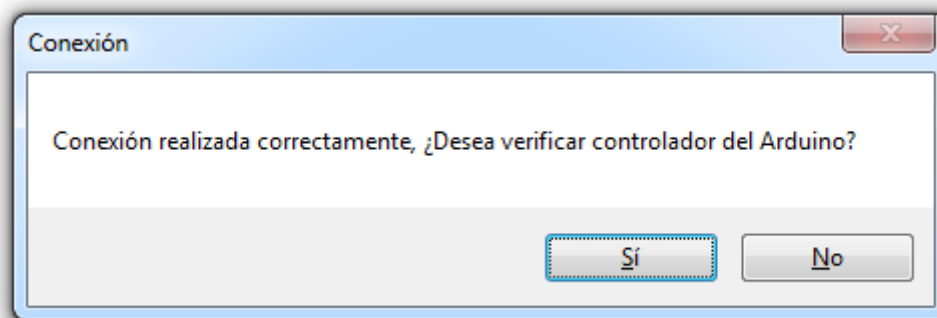 Conexión
Conexión realizada correctamente, ¿Desea verificar controlador del Arduino?
Sí
No